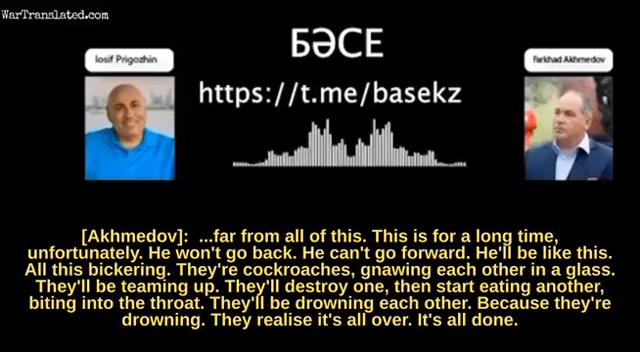 WarTranslated.com
БӘСЕ
Iosif Prigozhin
Farkhad Akhmedov
https://t.me/basekz
[Akhmedov]: ...far from all of this. This is for a long time,
unfortunately. He won't go back. He can't go forward. He'll be like this.
All this bickering. They're cockroaches, gnawing each other in a glass.
They'll be teaming up. They'll destroy one, then start eating another,
biting into the throat. They'll be drowning each other. Because they're
drowning. They realise it's all over. It's all done.